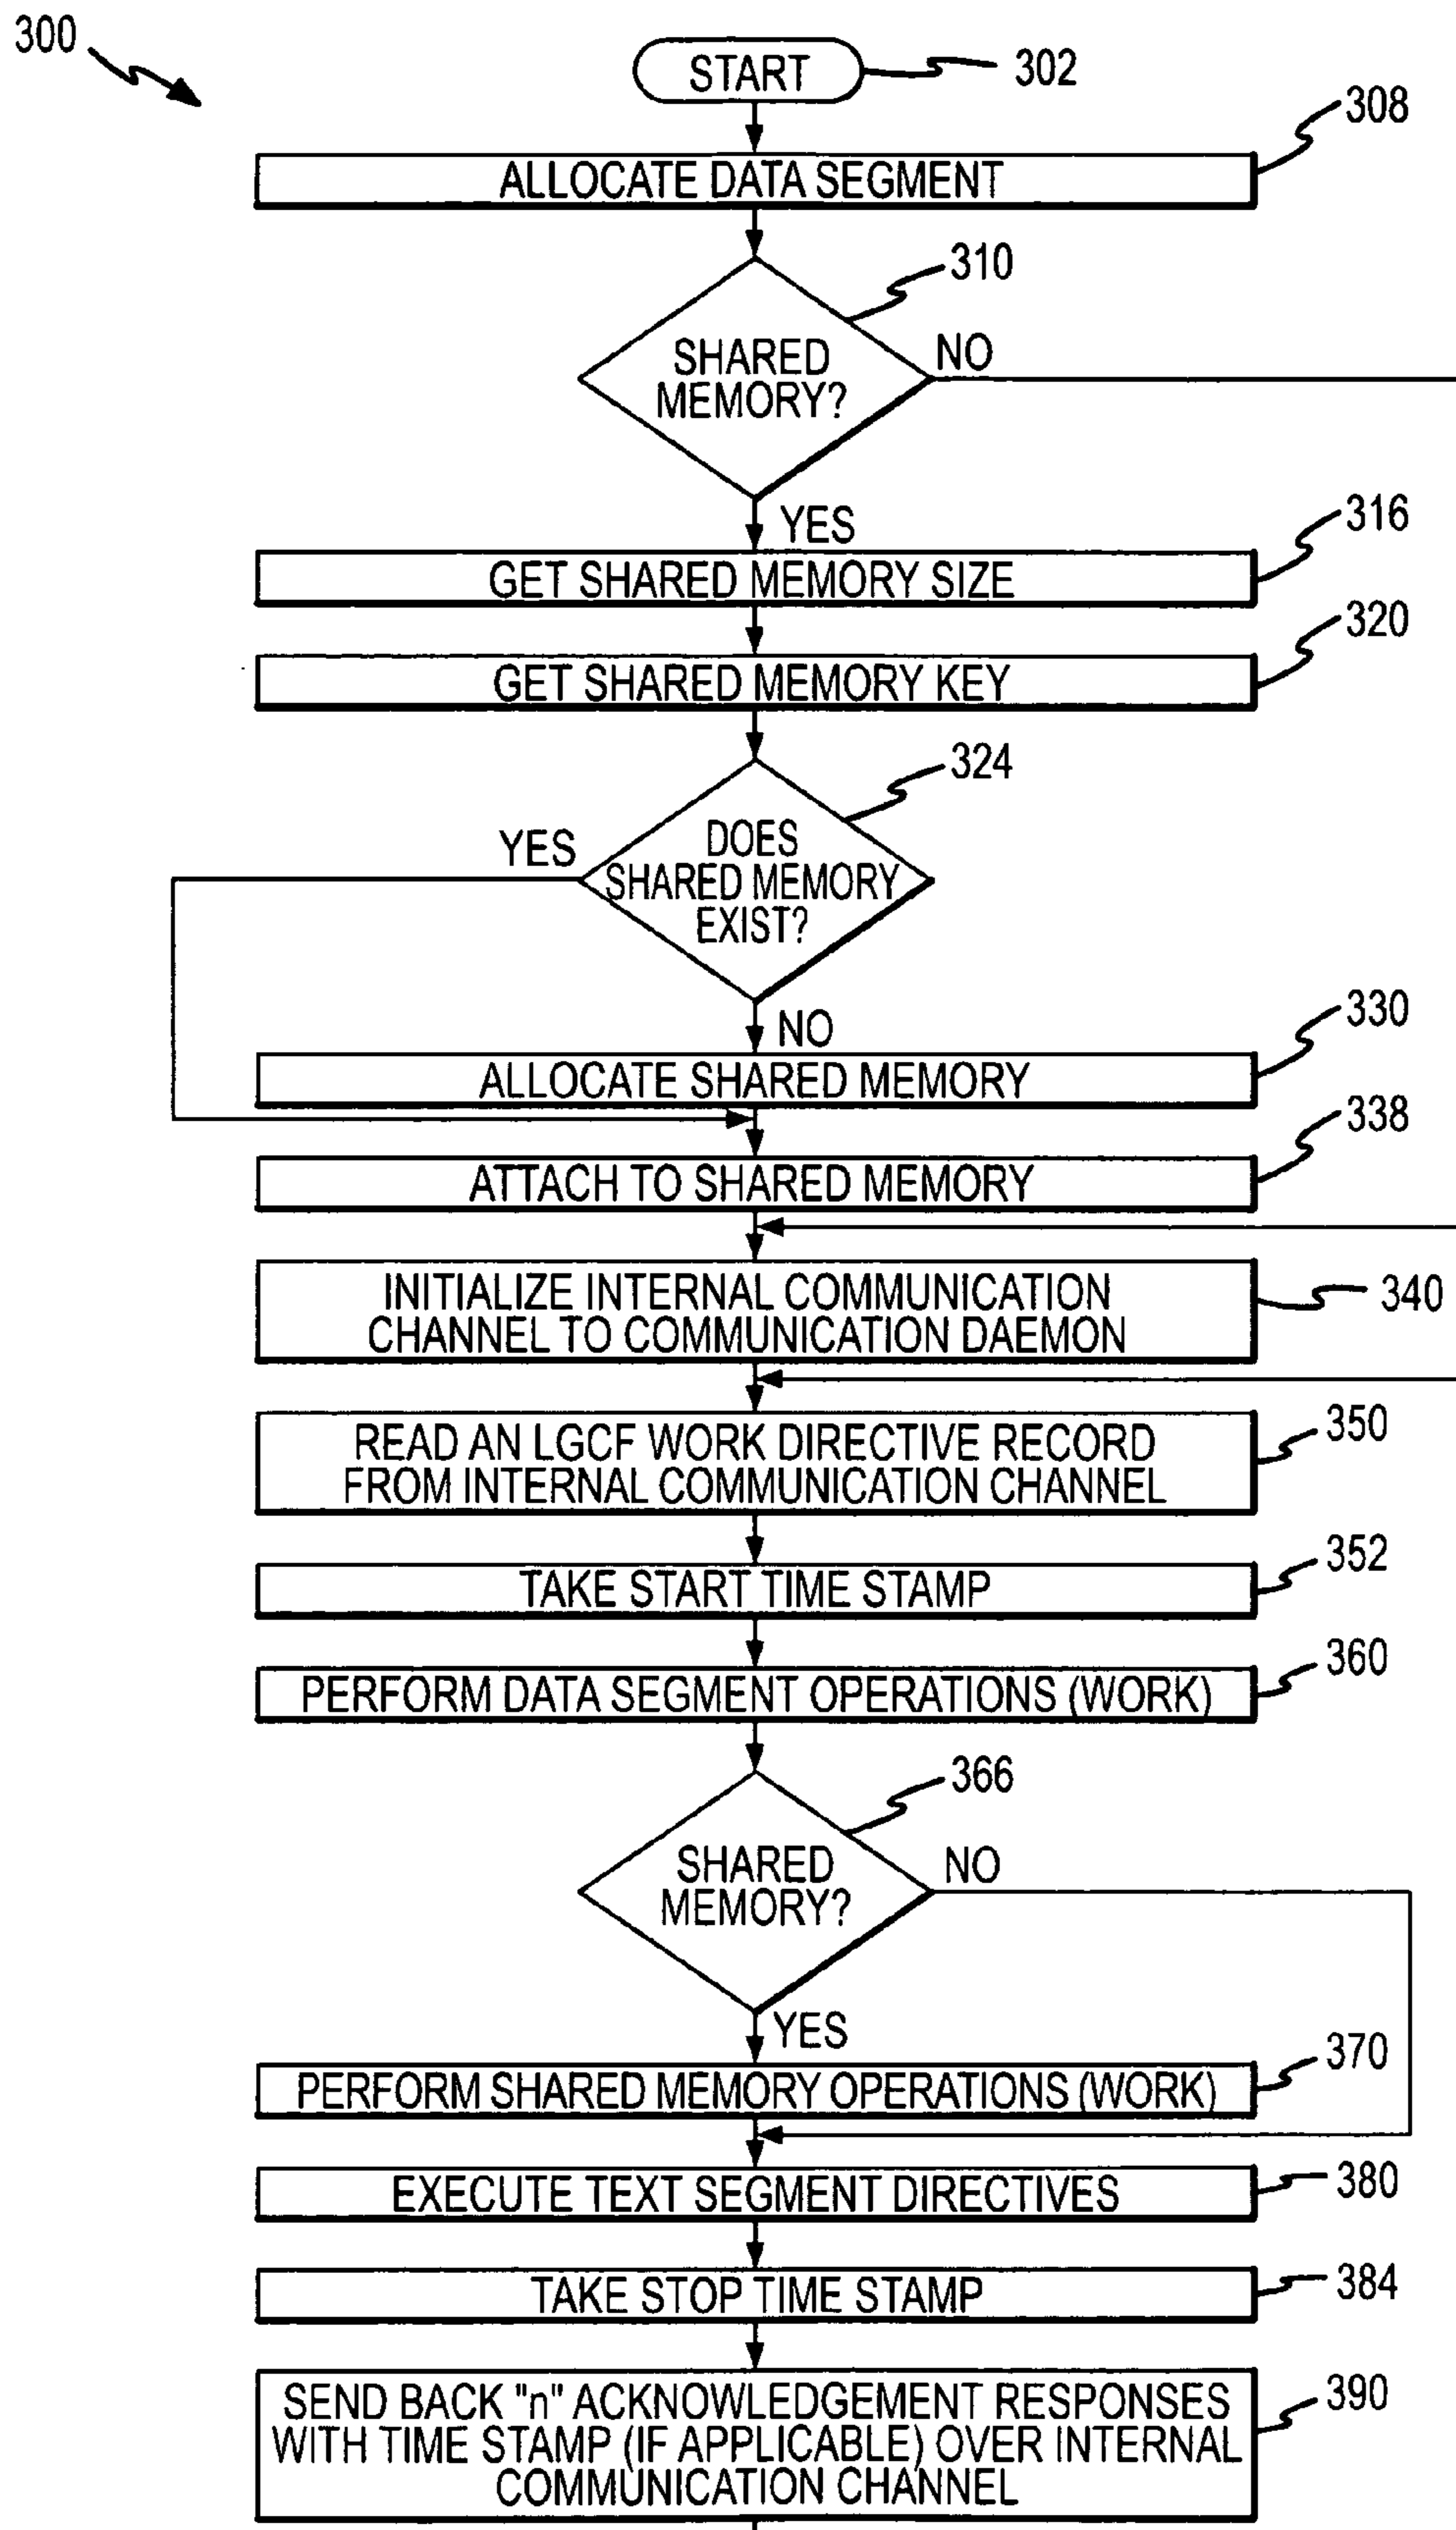 300
START
302
308
ALLOCATE DATA SEGMENT
310
SHARED
MEMORY?
NO
YES
316
GET SHARED MEMORY SIZE
320
GET SHARED MEMORY KEY
324
YES
DOES
SHARED MEMORY
EXIST?
NO
330
ALLOCATE SHARED MEMORY
338
ATTACH TO SHARED MEMORY
INITIALIZE INTERNAL COMMUNICATION
CHANNEL TO COMMUNICATION DAEMON
340
READ AN LGCF WORK DIRECTIVE RECORD
FROM INTERNAL COMMUNICATION CHANNEL
350
352
TAKE START TIME STAMP
360
PERFORM DATA SEGMENT OPERATIONS (WORK)
366
SHARED
MEMORY?
NO
YES
370
PERFORM SHARED MEMORY OPERATIONS (WORK)
EXECUTE TEXT SEGMENT DIRECTIVES
380
TAKE STOP TIME STAMP
384
SEND BACK "n" ACKNOWLEDGEMENT RESPONSES
WITH TIME STAMP (IF APPLICABLE) OVER INTERNAL
COMMUNICATION CHANNEL
390